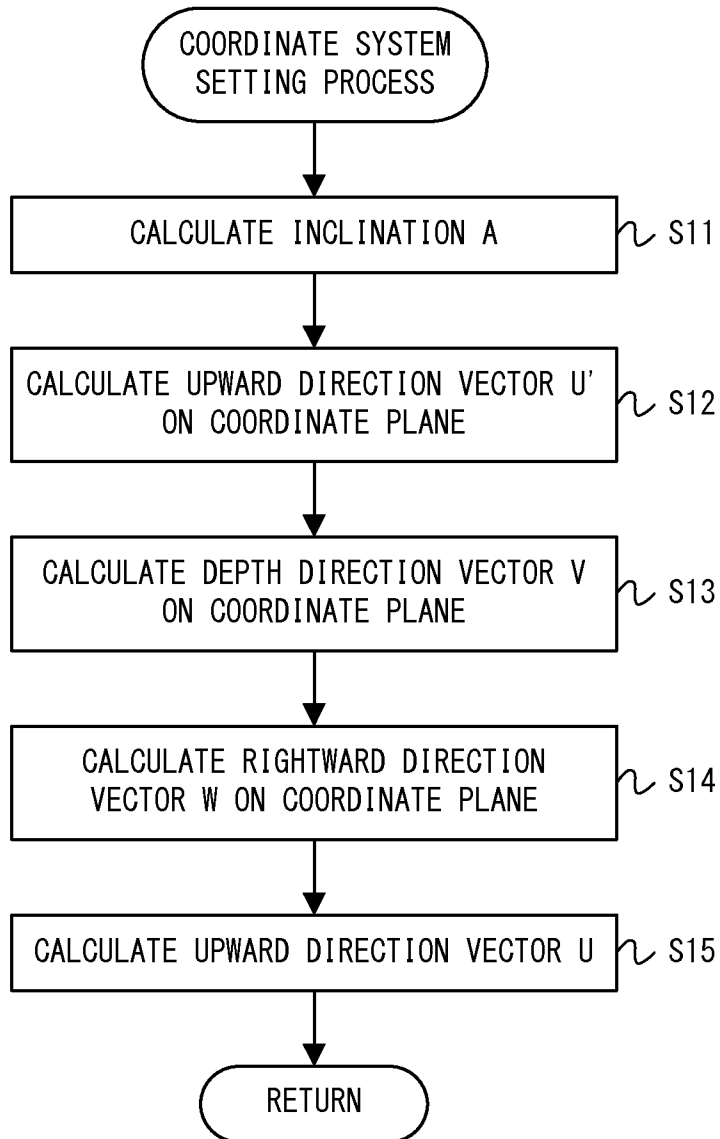 COORDINATE SYSTEM
SETTING PROCESS
CALCULATE INCLINATION A
S11
CALCULATE UPWARD DIRECTION VECTOR U'
ON COORDINATE PLANE
S12
CALCULATE DEPTH DIRECTION VECTOR V
ON COORDINATE PLANE
S13
CALCULATE RIGHTWARD DIRECTION
VECTOR W ON COORDINATE PLANE
S14
CALCULATE UPWARD DIRECTION VECTOR U
S15
RETURN